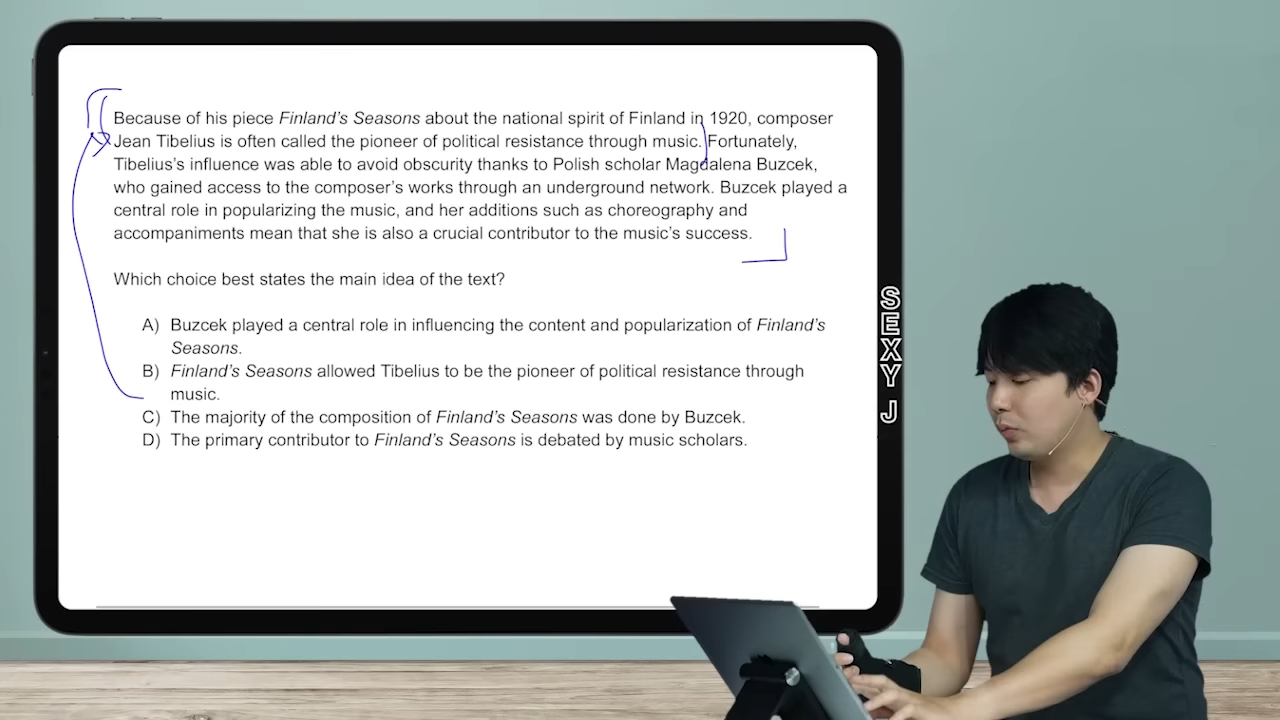 Because of his piece Finland's Seasons about the national spirit of Finland in 1920, composer
Jean Tibelius is often called the pioneer of political resistance through music. Fortunately,
Tibelius's influence was able to avoid obscurity thanks to Polish scholar Magdalena Buzcek,
who gained access to the composer's works through an underground network. Buzcek played a
central role in popularizing the music, and her additions such as choreography and
accompaniments mean that she is also a crucial contributor to the music's success.
Which choice best states the main idea of the text?
A) Buzcek played a central role in influencing the content and popularization of Finland's
Seasons.
B) Finland's Seasons allowed Tibelius to be the pioneer of political resistance through
music.
C) The majority of the composition of Finland's Seasons was done by Buzcek.
D) The primary contributor to Finland's Seasons is debated by music scholars.
SEXY J